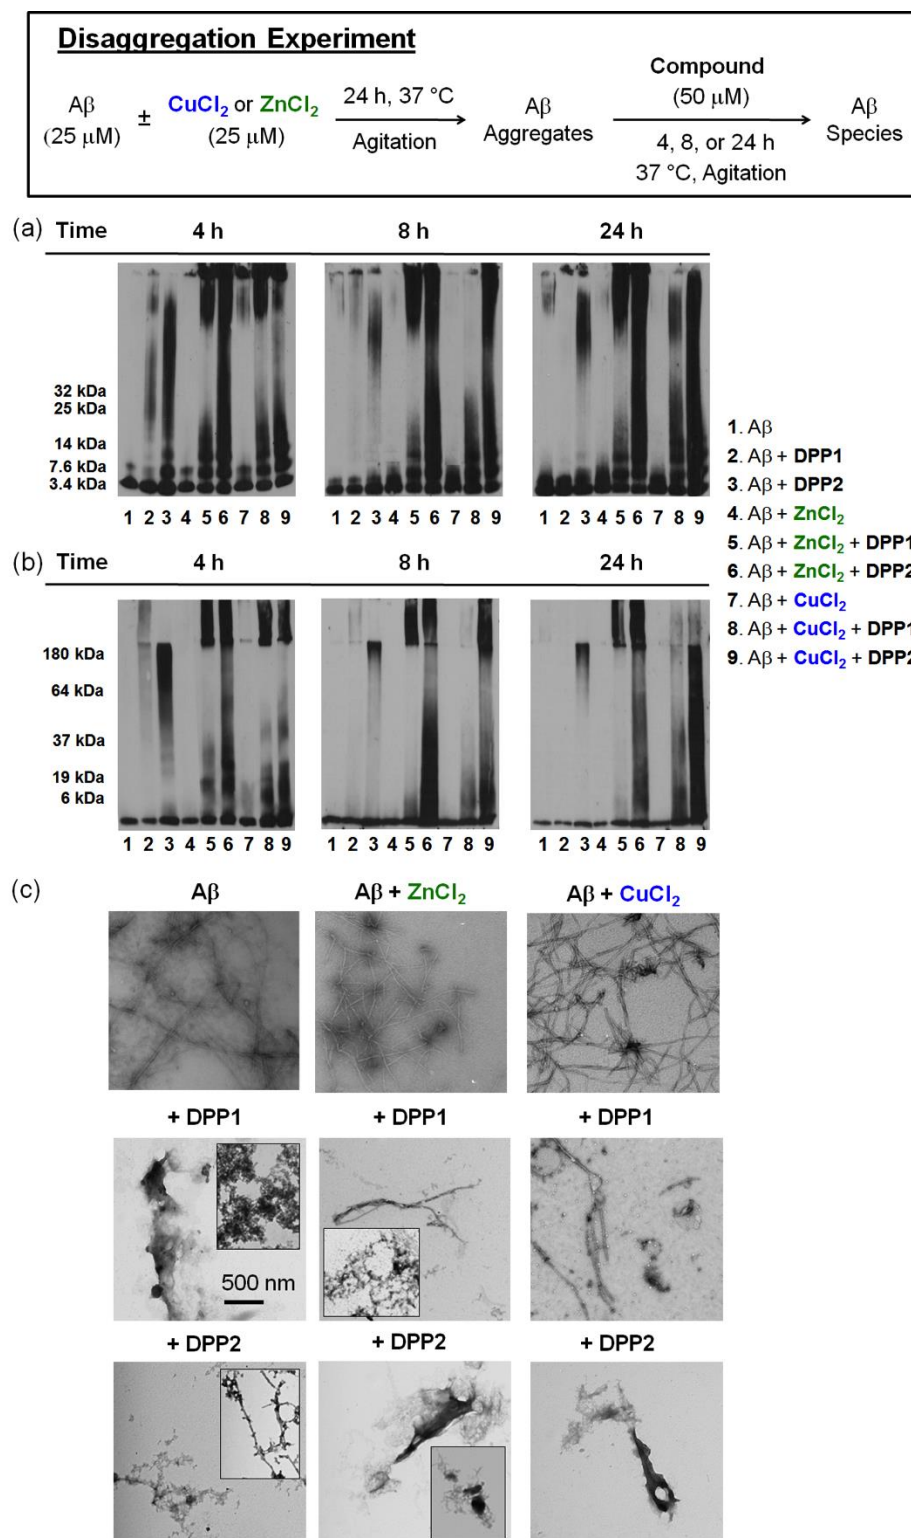 Disaggregation Experiment
Aβ
(25 μM)
±
CuCl2 or ZnCl2
(25 μM)
24 h, 37 °C
Agitation
Aβ
Aggregates
Compound
(50 μM)
4, 8, or 24 h
37 °C, Agitation
Aβ
Species
(a) Time 4 h 8 h 24 h
32 kDa
25 kDa
14 kDa
7.6 kDa
3.4 kDa
1 2 3 4 5 6 7 8 9 1 2 3 4 5 6 7 8 9 1 2 3 4 5 6 7 8 9
1. Aβ
2. Aβ + DPP1
3. Aβ + DPP2
4. Aβ + ZnCl2
5. Aβ + ZnCl2 + DPP1
6. Aβ + ZnCl2 + DPP2
7. Aβ + CuCl2
8. Aβ + CuCl2 + DPP1
9. Aβ + CuCl2 + DPP2
(b) Time 4 h 8 h 24 h
180 kDa
64 kDa
37 kDa
19 kDa
6 kDa
1 2 3 4 5 6 7 8 9 1 2 3 4 5 6 7 8 9 1 2 3 4 5 6 7 8 9
(c) Aβ Aβ + ZnCl2 Aβ + CuCl2
+ DPP1 + DPP1 + DPP1
500 nm
+ DPP2 + DPP2 + DPP2